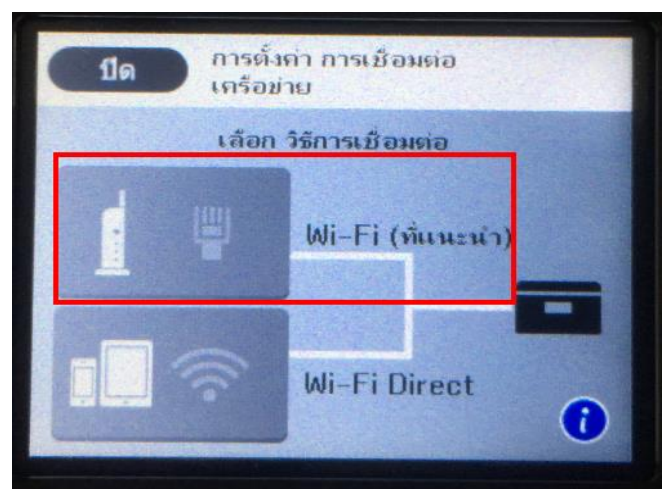 ปิด
การตั้งค่า การเชื่อมต่อ
เครือข่าย
เลือก วิธีการเชื่อมต่อ
Wi-Fi (ที่แนะนำ)
Wi-Fi Direct
i